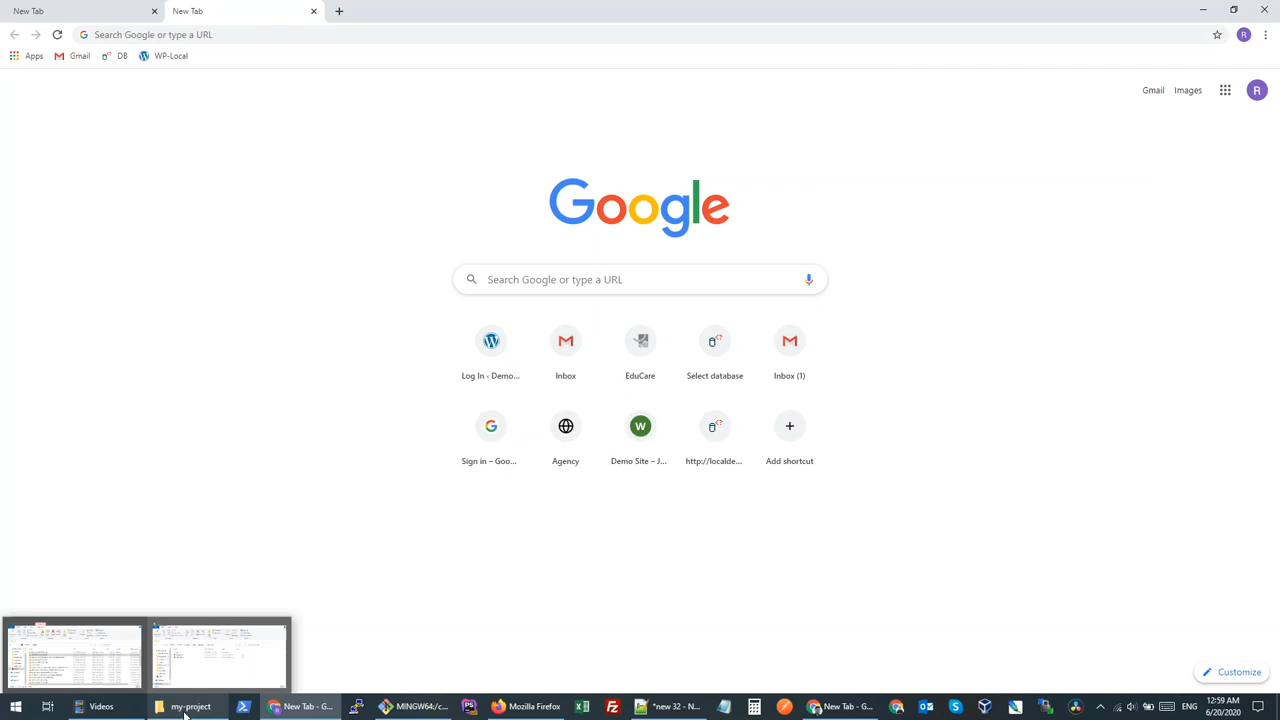 New Tab
New Tab
Search Google or type a URL
Apps
Gmail
DB
WP-Local
R
Gmail
Images
R
Google
Search Google or type a URL
Log In ‹ Demo...
Inbox
EduCare
Select database
Inbox (1)
W
Sign in – Goo...
Agency
Demo Site – J...
http://localde...
Add shortcut
Customize
my-project
Videos
New Tab - G...
MINGW64:/c...
Mozilla Firefox
*new 32 - N...
New Tab - G...
12:59 AM
6/20/2020